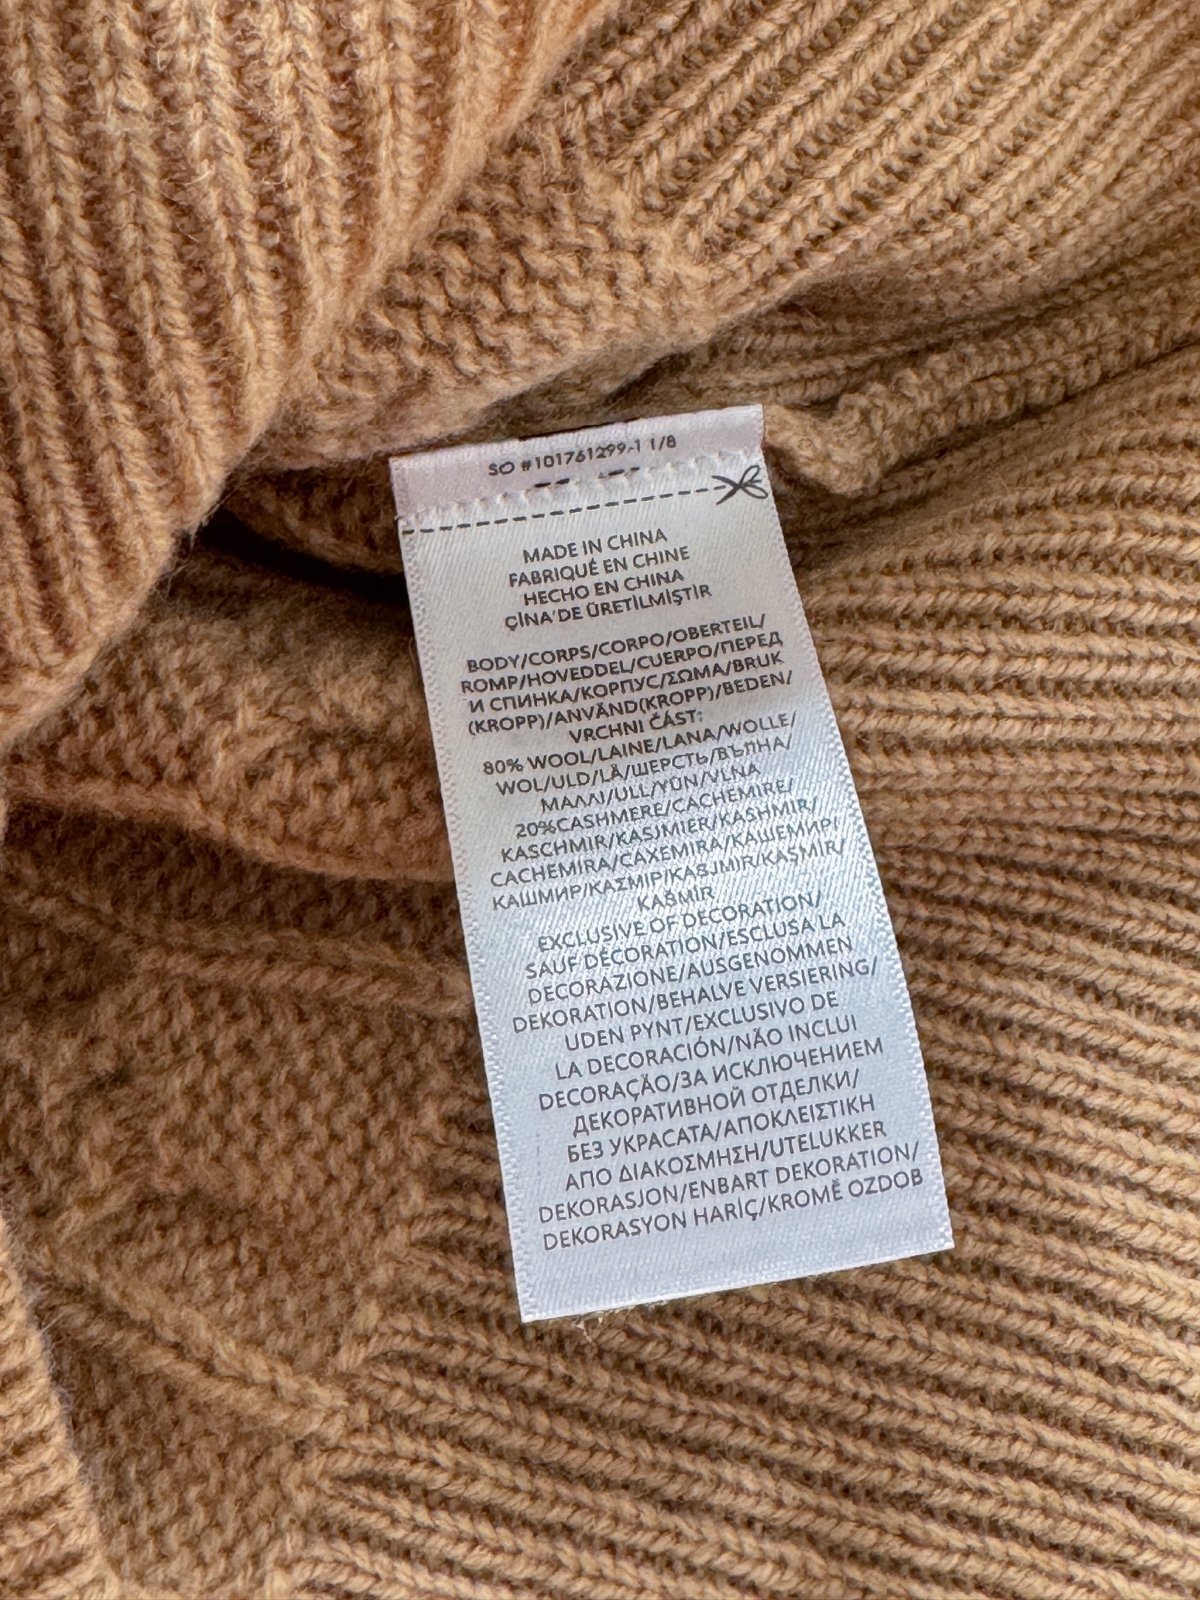 SO #101761299-1 1/8
MADE IN CHINA
FABRIQUÉ EN CHINE
HECHO EN CHINA
ÇİNA'DE ÜRETİLMİŞTİR
BODY/CORPS/CORPO/OBERTEIL/
ROMP/HOVEDDEL/CUERPO/ПЕРЕД
И СПИНКА/КОРПУС/ΣΩΜΑ/BRUK
(KROPP)/ANVÄND(KROPP)/BEDEN/
VRCHNI ČÁST:
80% WOOL/LAINE/LANA/WOLLE/
WOL/ULD/LÃ/ШЕРСТЬ/ВЪЛНА/
ΜΑΛΛΙ/ULL/YÜN/VLNA
20%CASHMERE/CACHEMIRE/
KASCHMIR/KASJMIER/KASHMIR/
CACHEMIRA/CAXEMIRA/КАШЕМИР/
КАШМИР/ΚΑΣΜΙΡ/KASJMIR/KAŞMİR/
KAŠMÍR
EXCLUSIVE OF DECORATION/
SAUF DÉCORATION/ESCLUSA LA
DECORAZIONE/AUSGENOMMEN
DEKORATION/BEHALVE VERSIERING/
UDEN PYNT/EXCLUSIVO DE
LA DECORACIÓN/NÃO INCLUI
DECORAÇÃO/ЗА ИСКЛЮЧЕНИЕМ
ДЕКОРАТИВНОЙ ОТДЕЛКИ/
БЕЗ УКРАСАТА/ΑΠΟΚΛΕΙΣΤΙΚΗ
ΑΠΟ ΔΙΑΚΟΣΜΗΣΗ/UTELUKKER
DEKORASJON/ENBART DEKORATION/
DEKORASYON HARİÇ/KROMĚ OZDOB